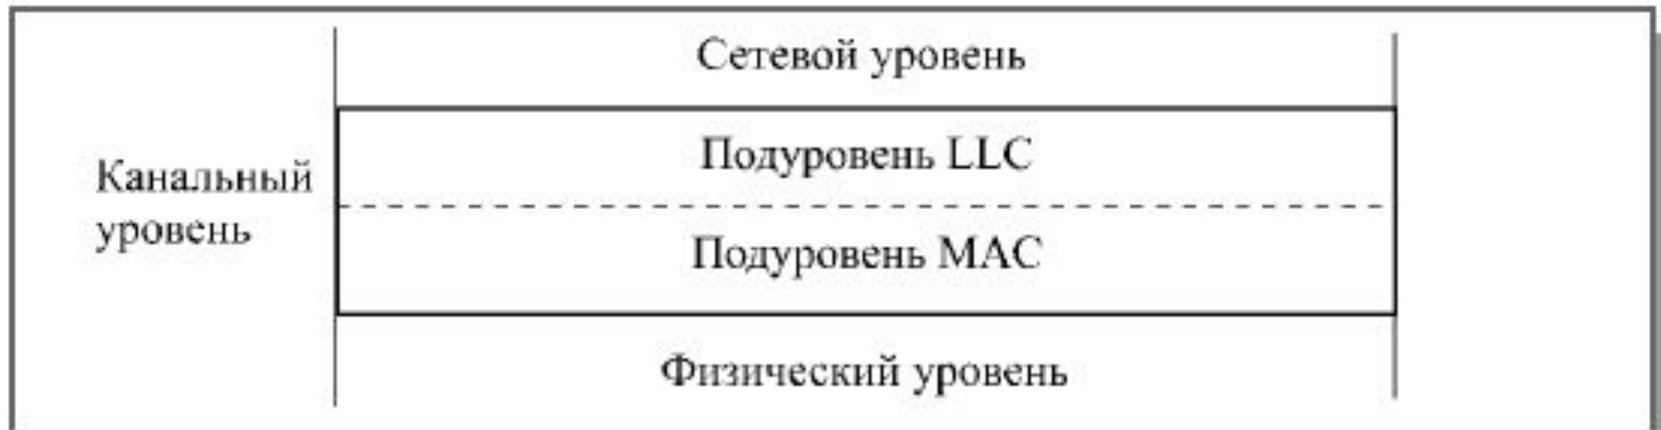 Сетевой уровень
Подуровень LLC
Канальный
уровень
Подуровень MAC
Физический уровень